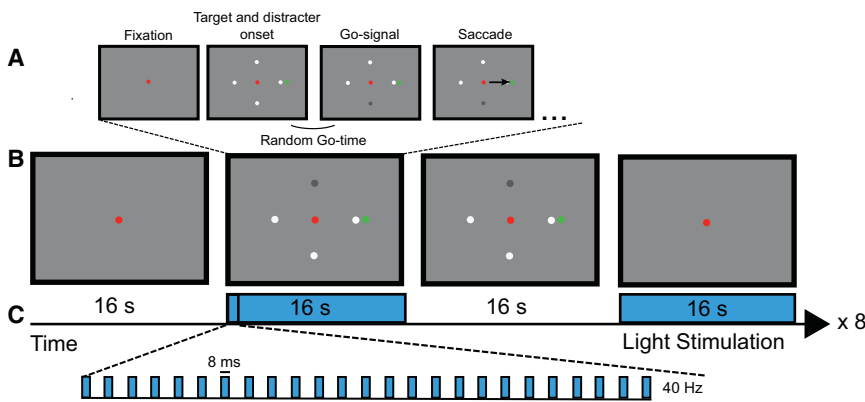 Target and distracter
Fixation onset Go-signal Saccade
A
...
Random Go-time
B
16 s 16 s 16 s 16 s
C
x 8
Time Light Stimulation
8 ms
40 Hz